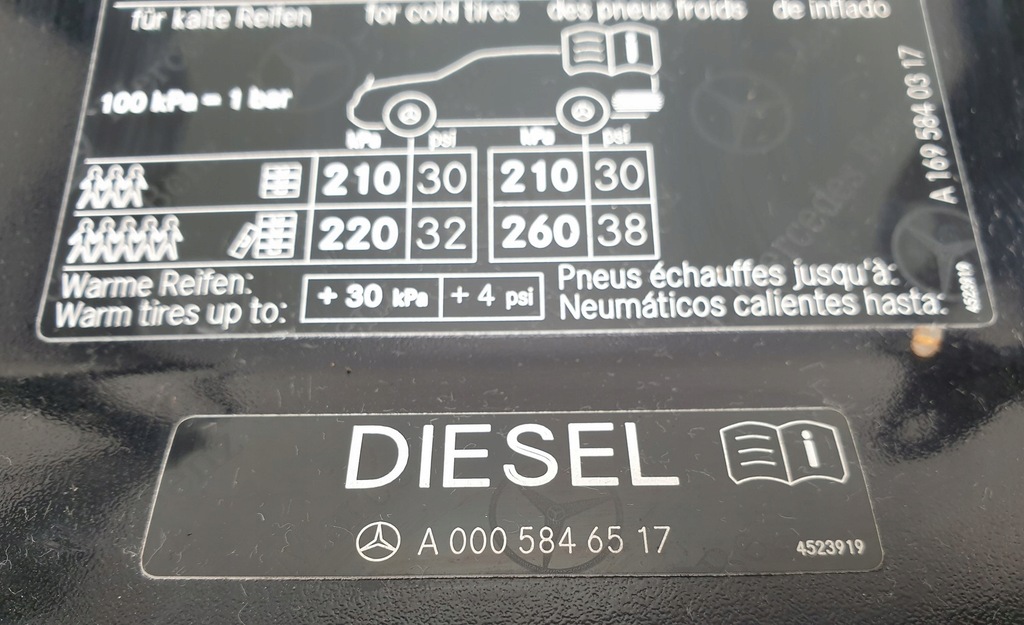 für kalte Reifen for cold tires des pneus froids de inflado
100 kPa = 1 bar
kPa psi kPa psi
210 30 210 30
220 32 260 38
Warme Reifen:
Warm tires up to:
+ 30 kPa + 4 psi
Pneus échauffes jusqu'à:
Neumáticos calientes hasta:
A 169 584 03 17
4523919
DIESEL i
A 000 584 65 17 4523919